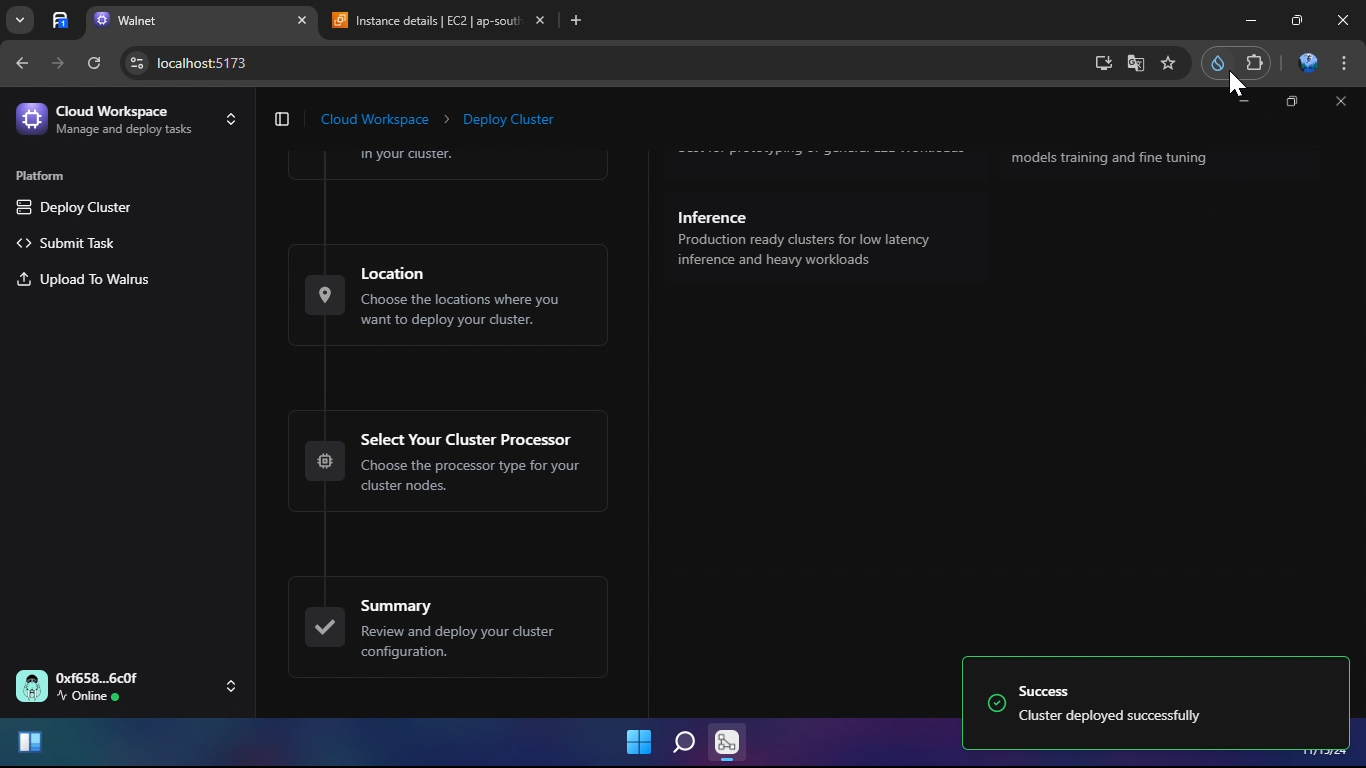 Walnet
Instance details | EC2 | ap-south
localhost:5173
Cloud Workspace
Manage and deploy tasks
Cloud Workspace > Deploy Cluster
Platform
Deploy Cluster
Submit Task
Upload To Walrus
in your cluster.
Location
Choose the locations where you
want to deploy your cluster.
Select Your Cluster Processor
Choose the processor type for your
cluster nodes.
Summary
Review and deploy your cluster
configuration.
models training and fine tuning
Inference
Production ready clusters for low latency
inference and heavy workloads
0xf658...6c0f
Online
Success
Cluster deployed successfully